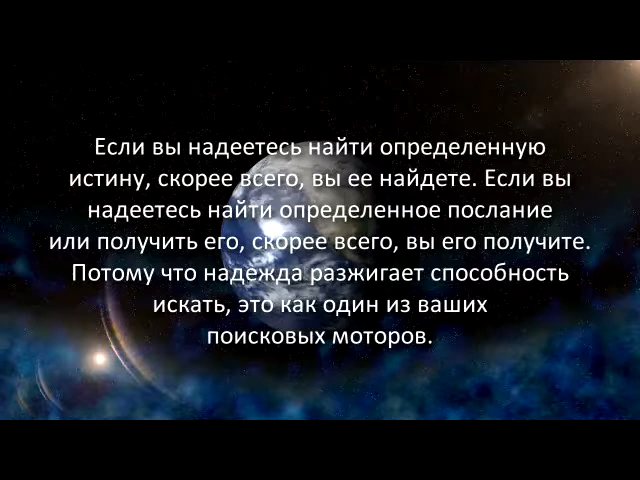 Если вы надеетесь найти определенную
истину, скорее всего, вы ее найдете. Если вы
надеетесь найти определенное послание
или получить его, скорее всего, вы его получите.
Потому что надежда разжигает способность
искать, это как один из ваших
поисковых моторов.